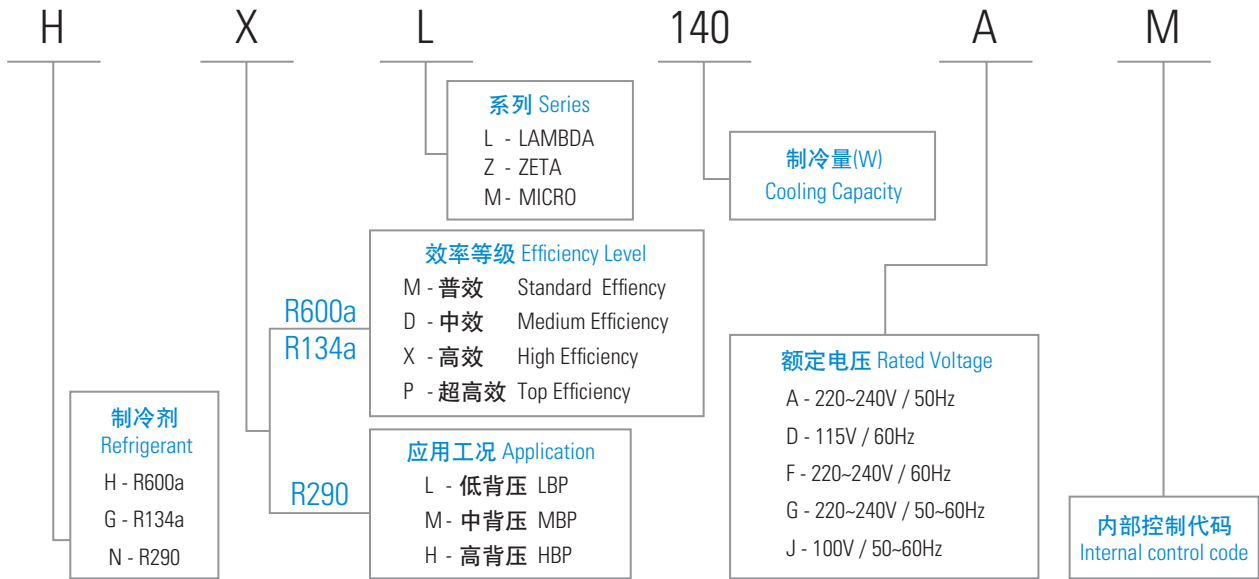 H X L 140 A M
系列 Series
L - LAMBDA
Z - ZETA
M - MICRO
制冷量(W)
Cooling Capacity
效率等级 Efficiency Level
M - 普效 Standard Effiency
D - 中效 Medium Efficiency
X - 高效 High Efficiency
P - 超高效 Top Efficiency
R600a
R134a
额定电压 Rated Voltage
A - 220~240V / 50Hz
D - 115V / 60Hz
F - 220~240V / 60Hz
G - 220~240V / 50~60Hz
J - 100V / 50~60Hz
制冷剂
Refrigerant
H - R600a
G - R134a
N - R290
R290
应用工况 Application
L - 低背压 LBP
M - 中背压 MBP
H - 高背压 HBP
内部控制代码
Internal control code